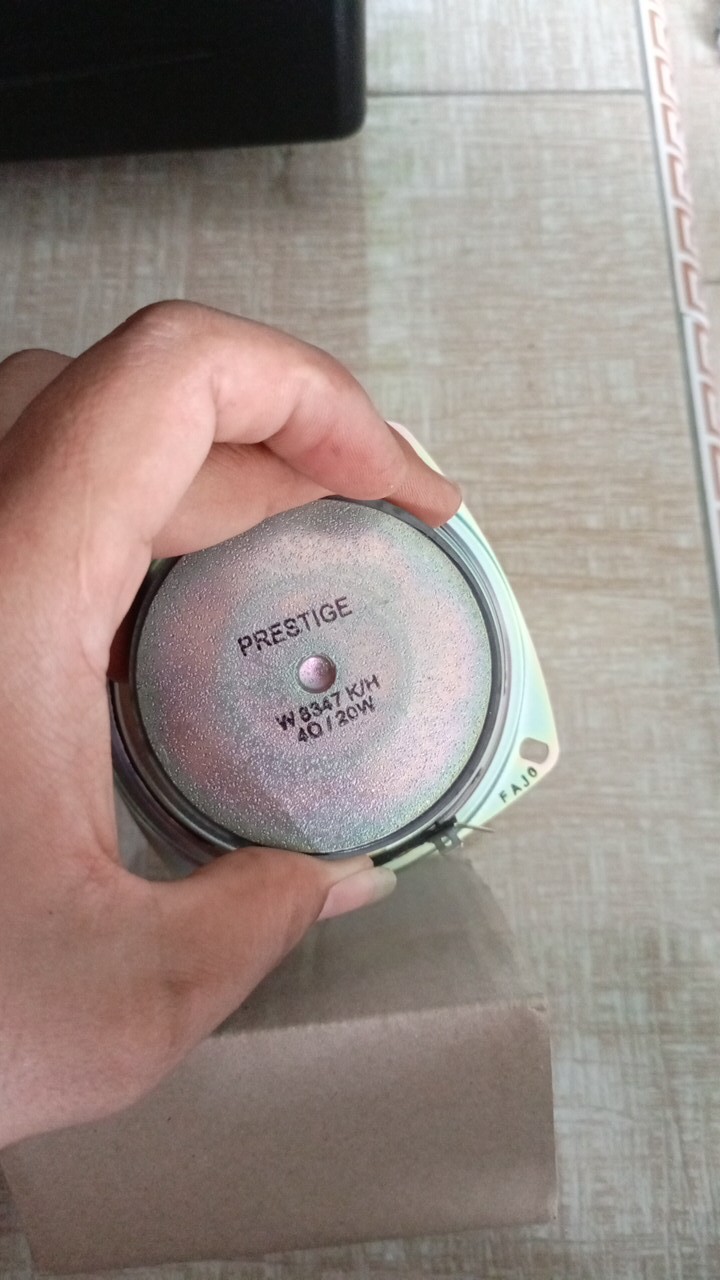 PRESTIGE
W 8347 K/H
4Ω / 20W
FAJ0